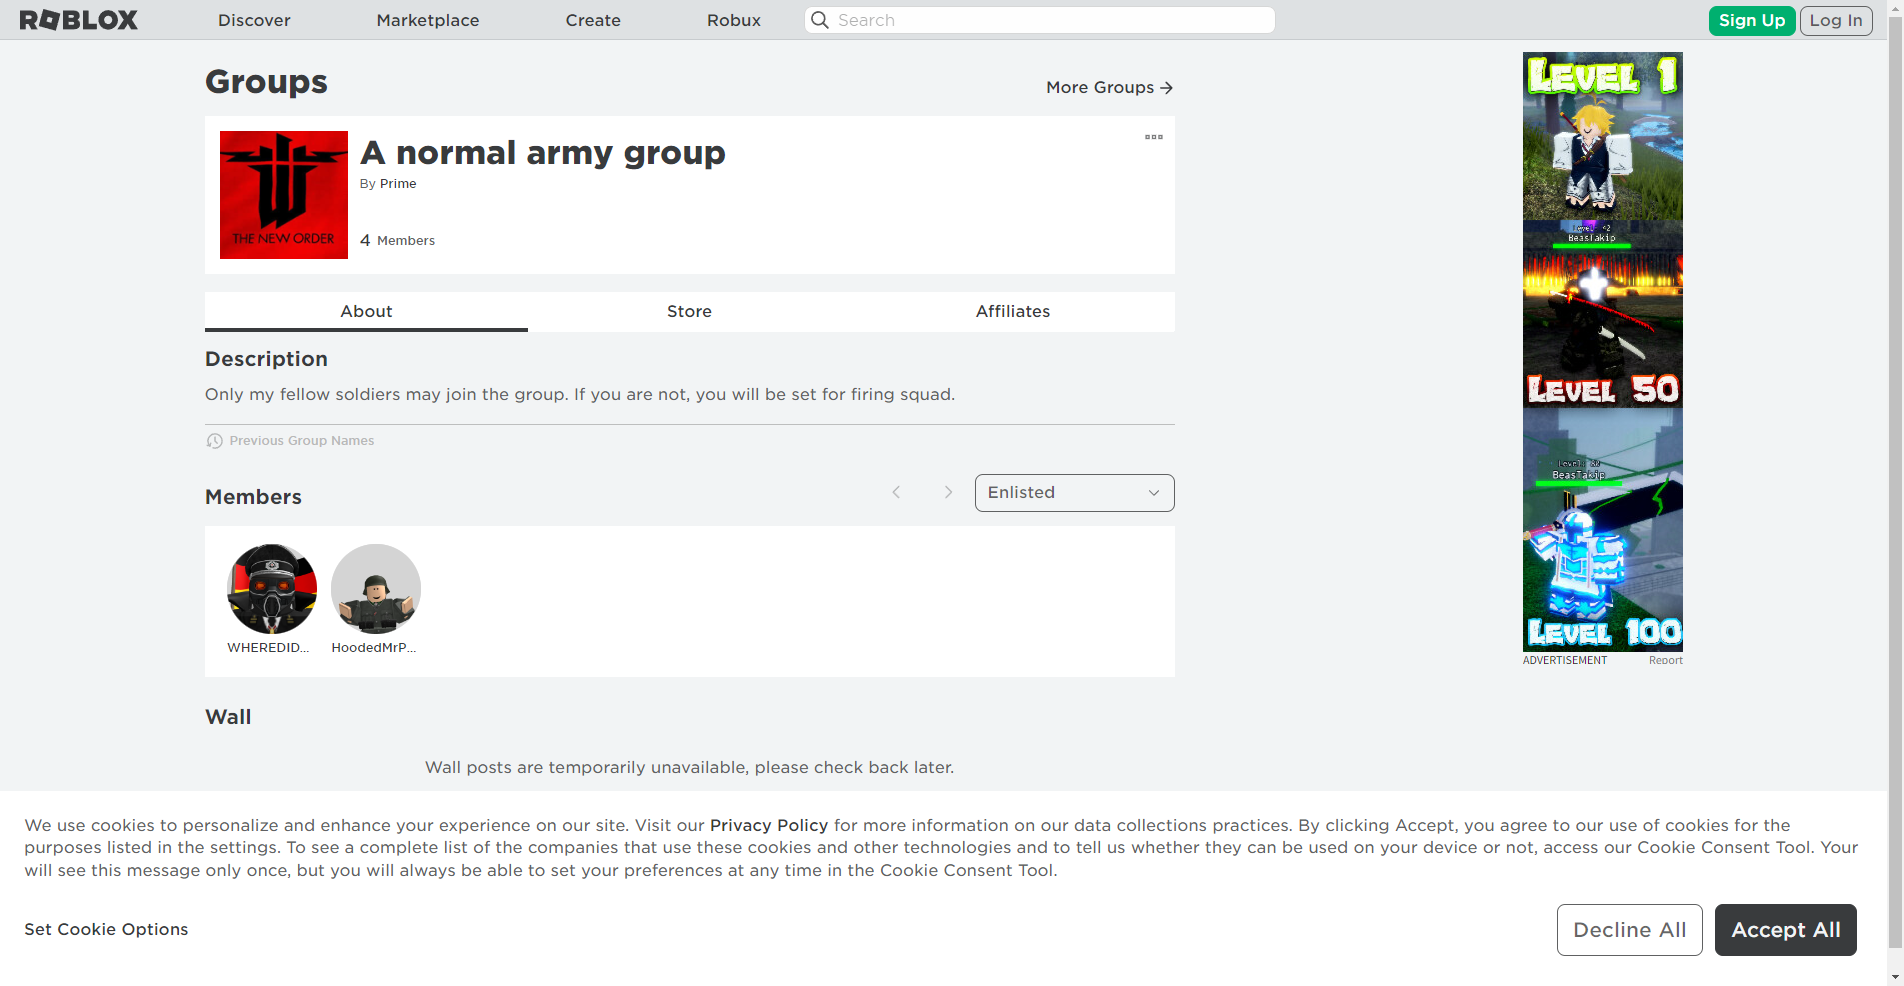 ROBLOX
Discover
Marketplace
Create
Robux
Search
Sign Up
Log In
Groups
More Groups
THE NEW ORDER
A normal army group
By Prime
4 Members
About
Store
Affiliates
Description
Only my fellow soldiers may join the group. If you are not, you will be set for firing squad.
Previous Group Names
Members
Enlisted
WHEREDID...
HoodedMrP...
Wall
Wall posts are temporarily unavailable, please check back later.
LEVEL 1
BeasTakip
LEVEL 50
BeasTakip
LEVEL 100
ADVERTISEMENT
Report
We use cookies to personalize and enhance your experience on our site. Visit our Privacy Policy for more information on our data collections practices. By clicking Accept, you agree to our use of cookies for the
purposes listed in the settings. To see a complete list of the companies that use these cookies and other technologies and to tell us whether they can be used on your device or not, access our Cookie Consent Tool. Your
will see this message only once, but you will always be able to set your preferences at any time in the Cookie Consent Tool.
Set Cookie Options
Decline All
Accept All